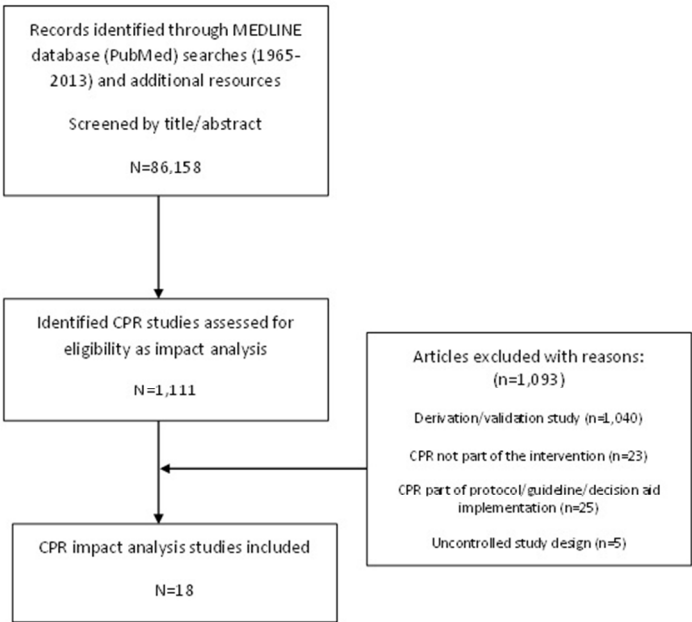 Records identified through MEDLINE
database (PubMed) searches (1965-
2013) and additional resources
Screened by title/abstract
N=86,158
Identified CPR studies assessed for
eligibility as impact analysis
N=1,111
Articles excluded with reasons:
(n=1,093)
Derivation/validation study (n=1,040)
CPR not part of the intervention (n=23)
CPR part of protocol/guideline/decision aid
implementation (n=25)
Uncontrolled study design (n=5)
CPR impact analysis studies included
N=18